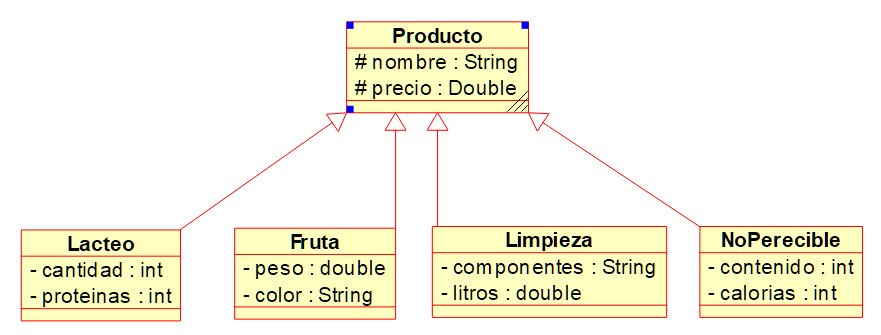 Producto
# nombre : String
# precio : Double
Lacteo
- cantidad : int
- proteinas : int
Fruta
- peso : double
- color : String
Limpieza
- componentes : String
- litros : double
NoPerecible
- contenido : int
- calorias : int